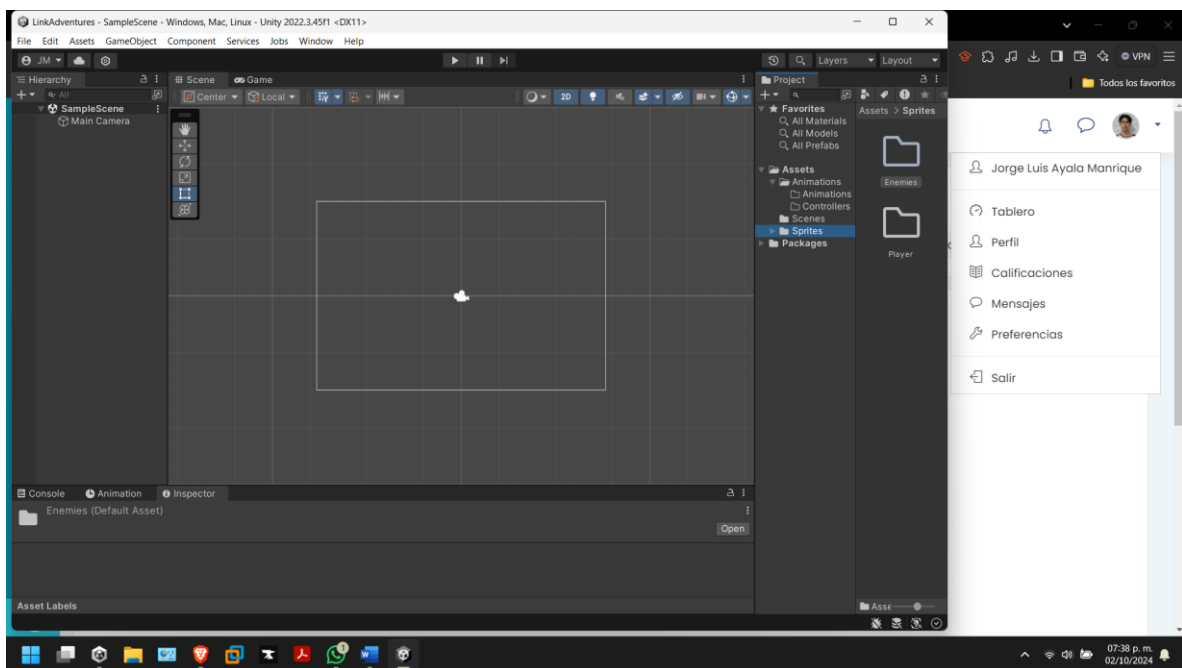 LinkAdventures - SampleScene - Windows, Mac, Linux - Unity 2022.3.45f1 <DX11>
File Edit Assets GameObject Component Services Jobs Window Help
JM
Layers Layout
VPN
Todos los favoritos
Hierarchy
All
SampleScene
Main Camera
Scene Game
Center Local 2D
Project
Favorites
All Materials
All Models
All Prefabs
Assets
Animations
Animations
Controllers
Scenes
Sprites
Packages
Assets > Sprites
Enemies
Player
Console Animation Inspector
Enemies (Default Asset)
Open
Asset Labels
Asse
Jorge Luis Ayala Manrique
Tablero
Perfil
Calificaciones
Mensajes
Preferencias
Salir
07:38 p. m.
02/10/2024